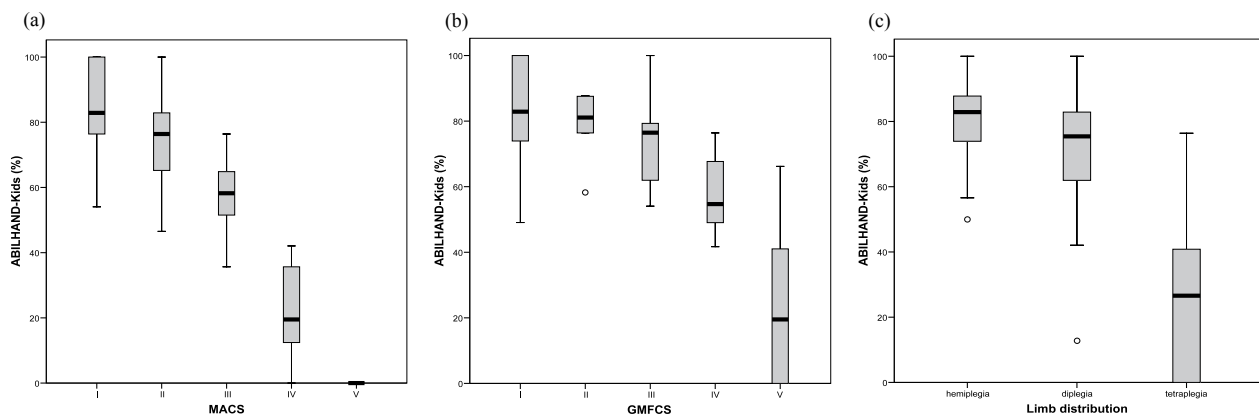 (a)
ABILHAND-Kids (%)
100
80
60
40
20
0
I II III IV V
MACS
(b)
ABILHAND-Kids (%)
100
80
60
40
20
0
I II III IV V
GMFCS
(c)
ABILHAND-Kids (%)
100
80
60
40
20
0
hemiplegia diplegia tetraplegia
Limb distribution